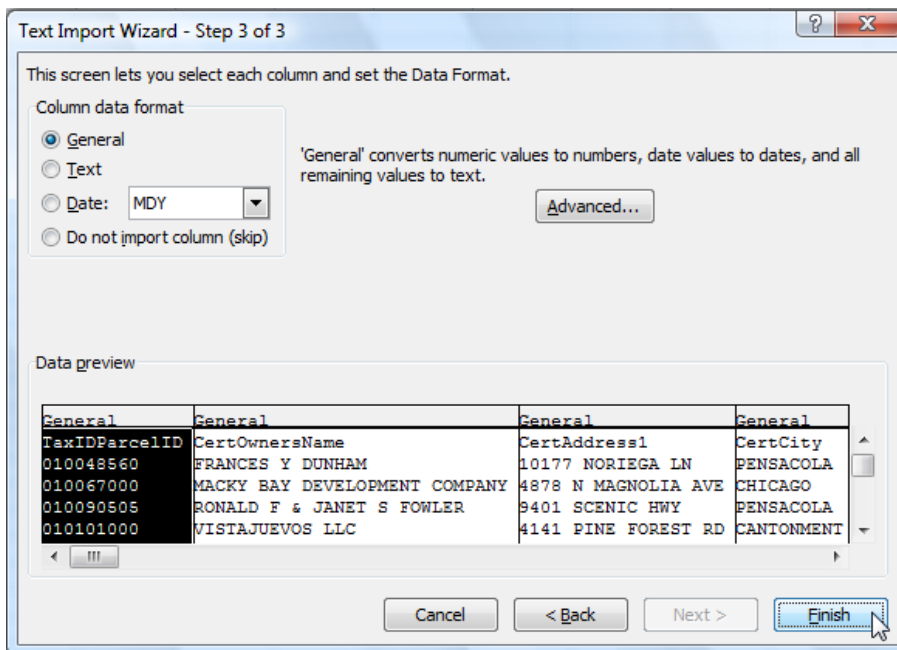 Text Import Wizard - Step 3 of 3
This screen lets you select each column and set the Data Format.
Column data format
General
Text
Date: MDY
Do not import column (skip)
'General' converts numeric values to numbers, date values to dates, and all
remaining values to text.
Advanced...
Data preview
General General General General
TaxIDParcelID CertOwnersName CertAddress1 CertCity
010048560 FRANCES Y DUNHAM 10177 NORIEGA LN PENSACOLA
010067000 MACKY BAY DEVELOPMENT COMPANY 4878 N MAGNOLIA AVE CHICAGO
010090505 RONALD F & JANET S FOWLER 9401 SCENIC HWY PENSACOLA
010101000 VISTAJUEVOS LLC 4141 PINE FOREST RD CANTONMENT
Cancel < Back Next > Finish